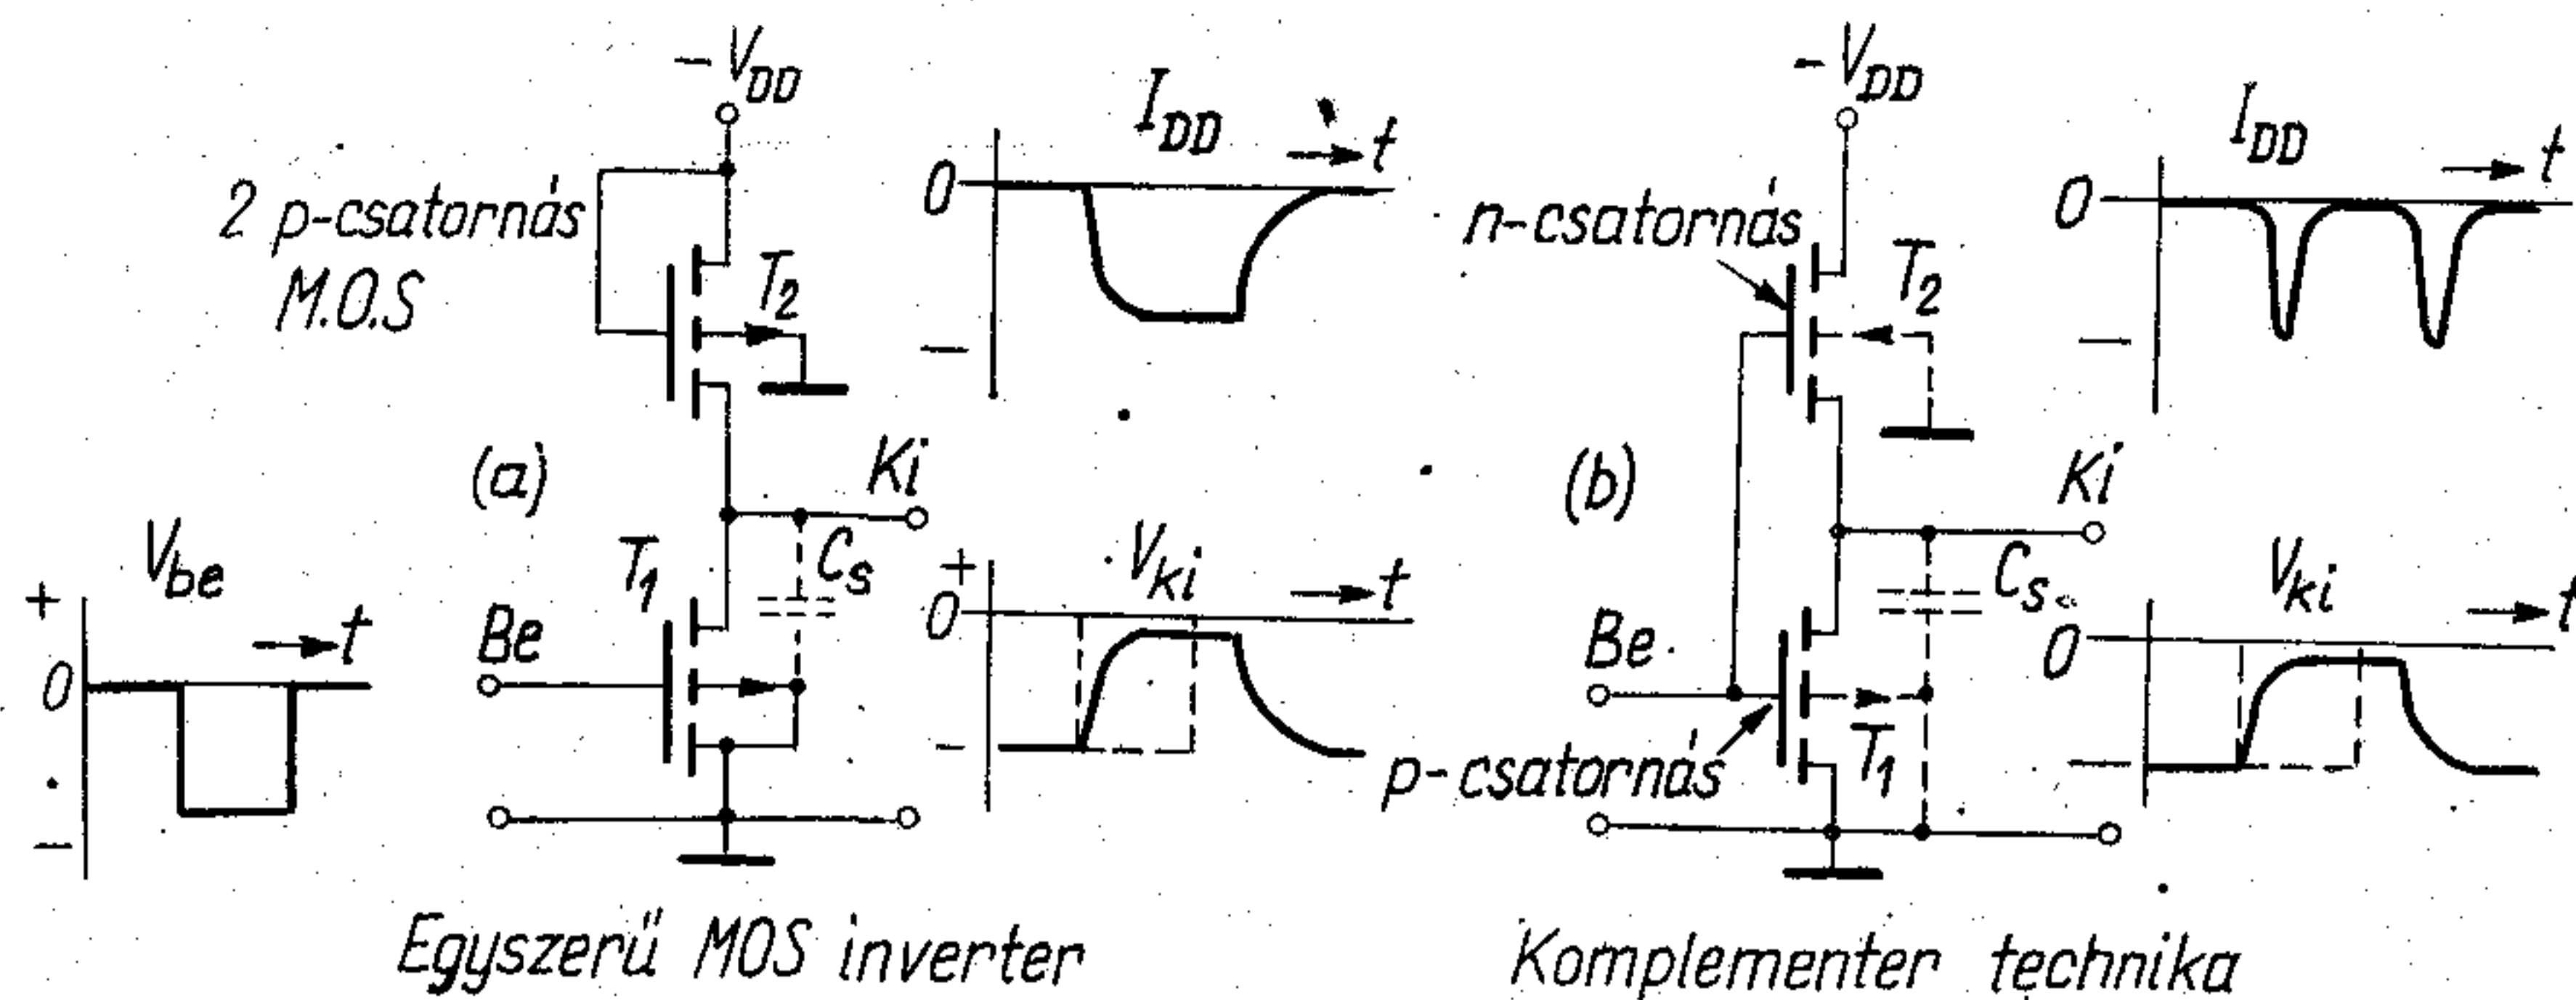 -V_DD
2 p-csatornás
M.O.S
T_2
I_DD
t
0
-
(a)
Ki
V_be
+
0
-
t
Be
T_1
C_s
V_ki
+
0
-
t
Egyszerű MOS inverter
-V_DD
n-csatornás
T_2
I_DD
t
0
-
(b)
Ki
Be
p-csatornás
T_1
C_s
V_ki
0
-
t
Komplementer technika